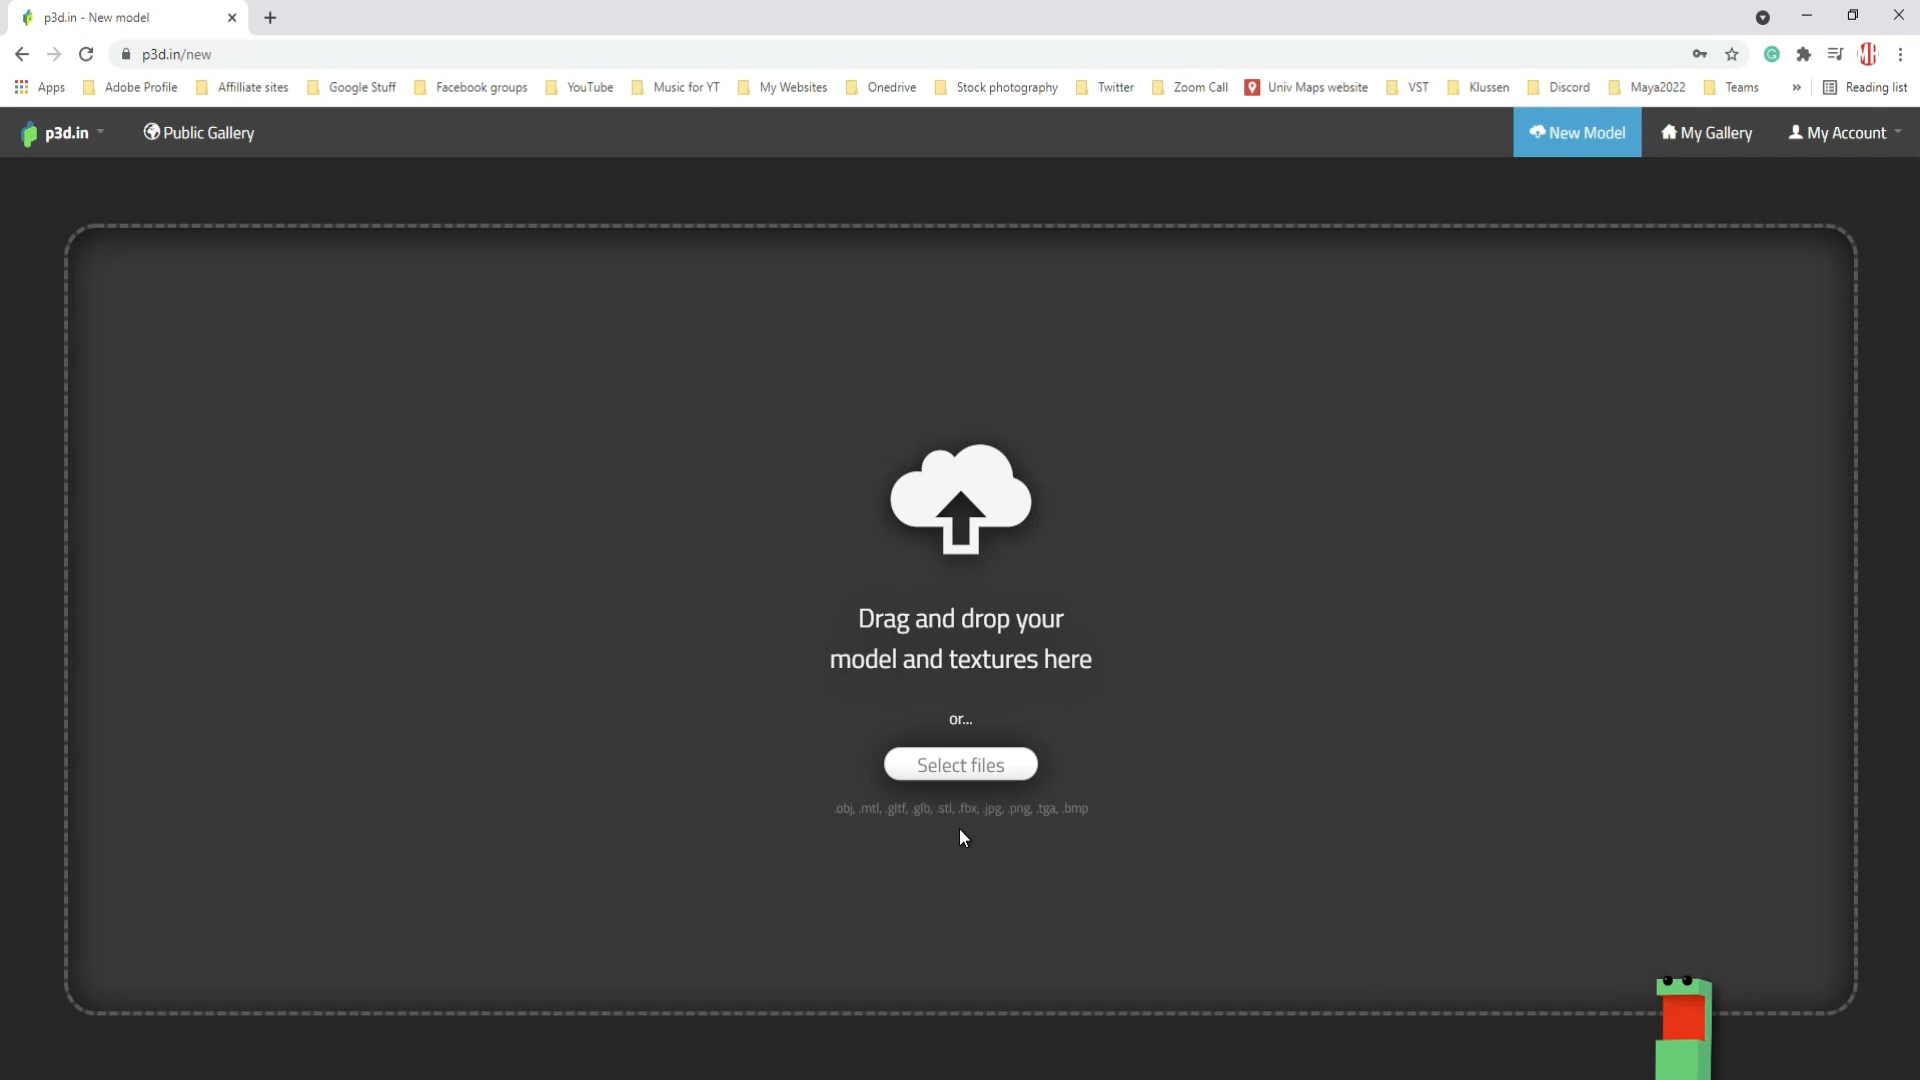 p3d.in - New model
p3d.in/new
Apps Adobe Profile Affilliate sites Google Stuff Facebook groups YouTube Music for YT My Websites Onedrive Stock photography Twitter Zoom Call Univ Maps website VST Klussen Discord Maya2022 Teams » Reading list
p3d.in Public Gallery New Model My Gallery My Account
Drag and drop your
model and textures here
or...
Select files
.obj, .mtl, .gltf, .glb, .stl, .fbx, .jpg, .png, .tga, .bmp